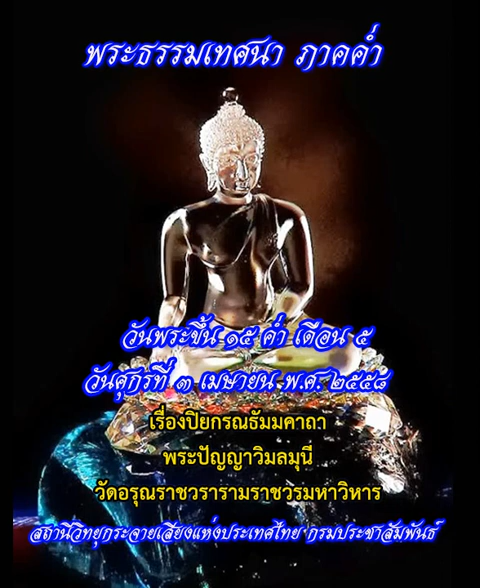 พระธรรมเทศนา ภาคค่ำ
วันพระขึ้น ๑๕ ค่ำ เดือน ๕
วันศุกร์ที่ ๓ เมษายน พ.ศ. ๒๕๕๘
เรื่องปิยกรณธัมมคาถา
พระปัญญาวิมลมุนี่
วัดอรุณราชวรารามราชวรมหาวิหาร
สถานีวิทยุกระจายเสียงแห่งประเทศไทย กรมประชาสัมพันธ์